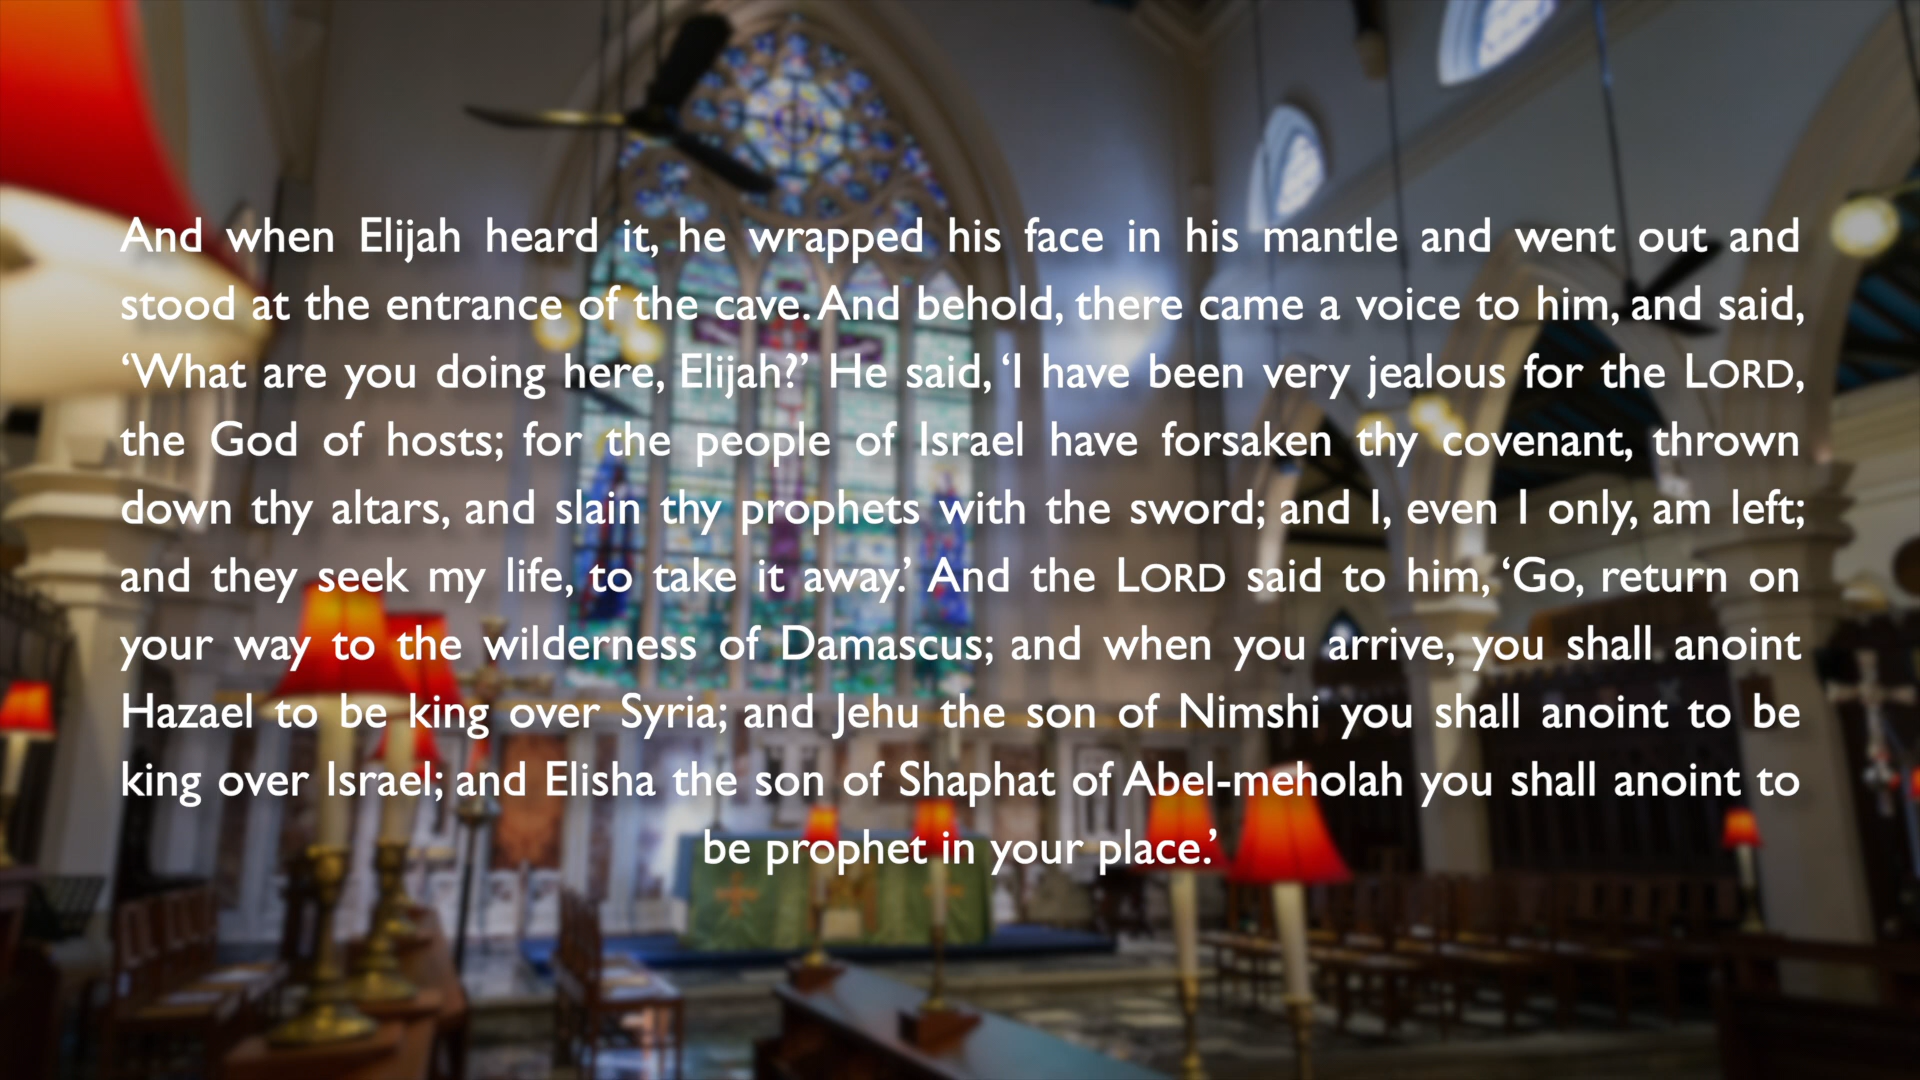 And when Elijah heard it, he wrapped his face in his mantle and went out and
stood at the entrance of the cave. And behold, there came a voice to him, and said,
‘What are you doing here, Elijah?’ He said, ‘I have been very jealous for the LORD,
the God of hosts; for the people of Israel have forsaken thy covenant, thrown
down thy altars, and slain thy prophets with the sword; and I, even I only, am left;
and they seek my life, to take it away.’ And the LORD said to him, ‘Go, return on
your way to the wilderness of Damascus; and when you arrive, you shall anoint
Hazael to be king over Syria; and Jehu the son of Nimshi you shall anoint to be
king over Israel; and Elisha the son of Shaphat of Abel-meholah you shall anoint to
be prophet in your place.’